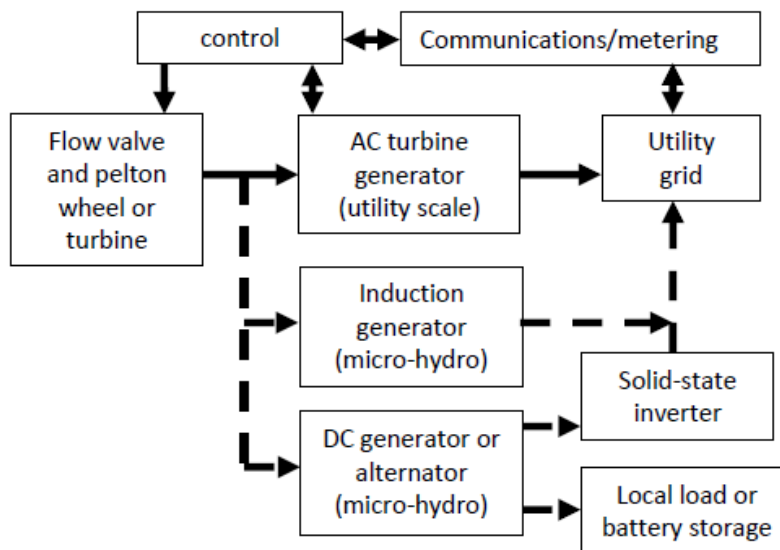 control
Communications/metering
Flow valve
and pelton
wheel or
turbine
AC turbine
generator
(utility scale)
Utility
grid
Induction
generator
(micro-hydro)
Solid-state
inverter
DC generator or
alternator
(micro-hydro)
Local load or
battery storage